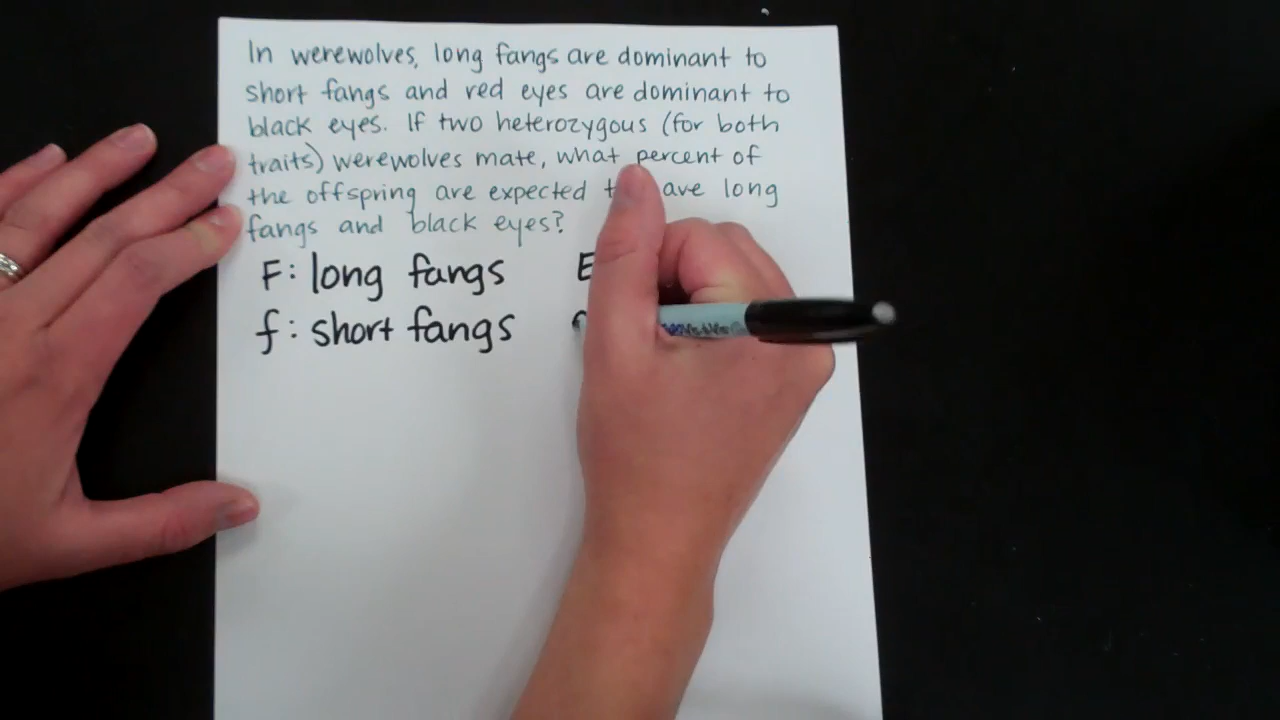 In werewolves, long fangs are dominant to
short fangs and red eyes are dominant to
black eyes. If two heterozygous (for both
traits) werewolves mate, what percent of
the offspring are expected long
fangs and black eyes?
F: long fangs E
f: short fangs